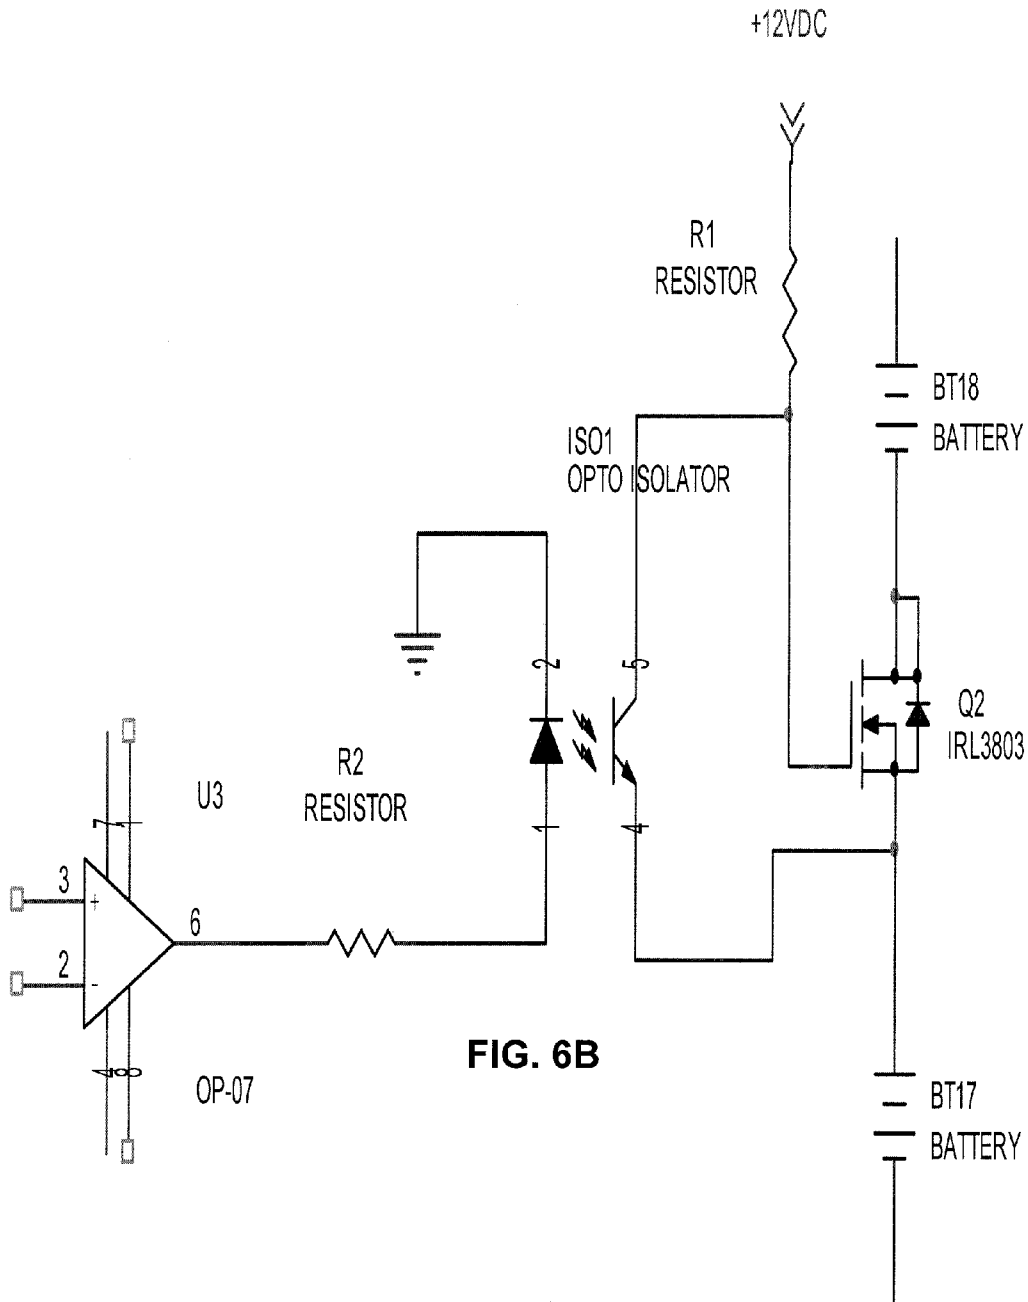 +12VDC
R1
RESISTOR
BT18
BATTERY
ISO1
OPTO ISOLATOR
2
5
Q2
IRL3803
R2
RESISTOR
U3
7
1
1
4
3
+
6
2
-
FIG. 6B
4
8
OP-07
BT17
BATTERY